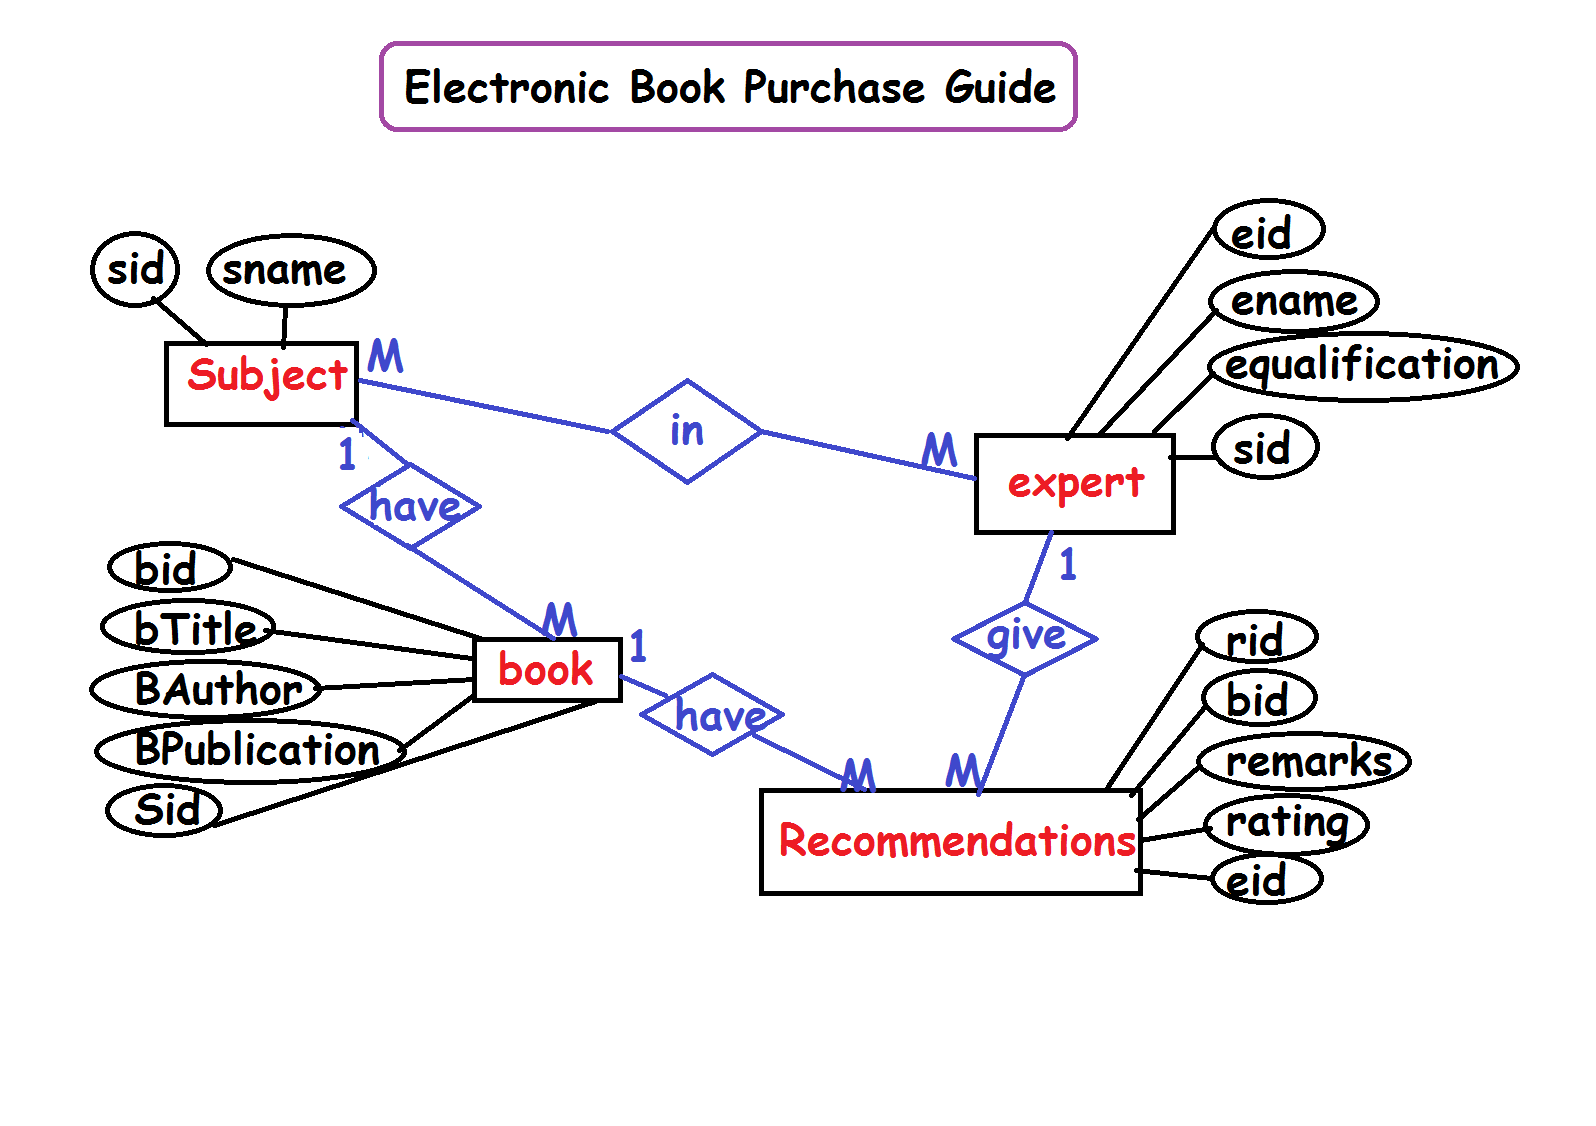 Electronic Book Purchase Guide
sid
sname
Subject
M
in
M
eid
ename
equalification
sid
expert
1
have
M
1
give
M
bid
bTitle
BAuthor
BPublication
Sid
book
1
have
M
Recommendations
rid
bid
remarks
rating
eid